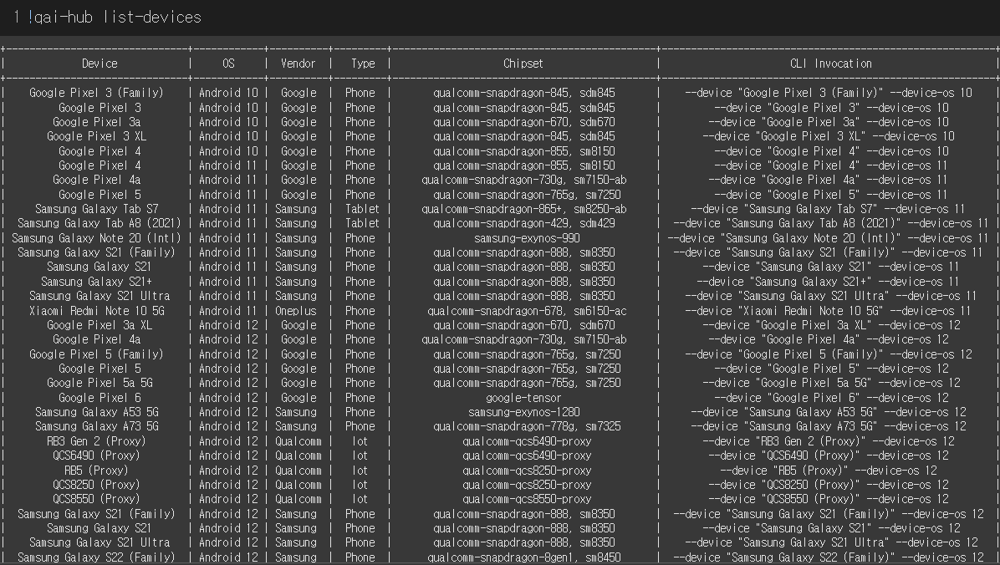 1 !qai-hub list-devices
+-------------------------------+------------+----------+--------+---------------------------------------------+---------------------------------------------------------+
| Device | OS | Vendor | Type | Chipset | CLI Invocation |
+-------------------------------+------------+----------+--------+---------------------------------------------+---------------------------------------------------------+
| Google Pixel 3 (Family) | Android 10 | Google | Phone | qualcomm-snapdragon-845, sdm845 | --device "Google Pixel 3 (Family)" --device-os 10
| Google Pixel 3 | Android 10 | Google | Phone | qualcomm-snapdragon-845, sdm845 | --device "Google Pixel 3" --device-os 10
| Google Pixel 3a | Android 10 | Google | Phone | qualcomm-snapdragon-670, sdm670 | --device "Google Pixel 3a" --device-os 10
| Google Pixel 3 XL | Android 10 | Google | Phone | qualcomm-snapdragon-845, sdm845 | --device "Google Pixel 3 XL" --device-os 10
| Google Pixel 4 | Android 10 | Google | Phone | qualcomm-snapdragon-855, sm8150 | --device "Google Pixel 4" --device-os 10
| Google Pixel 4 | Android 11 | Google | Phone | qualcomm-snapdragon-855, sm8150 | --device "Google Pixel 4" --device-os 11
| Google Pixel 4a | Android 11 | Google | Phone | qualcomm-snapdragon-730g, sm7150-ab | --device "Google Pixel 4a" --device-os 11
| Google Pixel 5 | Android 11 | Google | Phone | qualcomm-snapdragon-765g, sm7250 | --device "Google Pixel 5" --device-os 11
| Samsung Galaxy Tab S7 | Android 11 | Samsung | Tablet | qualcomm-snapdragon-865+, sm8250-ab | --device "Samsung Galaxy Tab S7" --device-os 11
| Samsung Galaxy Tab A8 (2021) | Android 11 | Samsung | Tablet | qualcomm-snapdragon-429, sdm429 | --device "Samsung Galaxy Tab A8 (2021)" --device-os 11
| Samsung Galaxy Note 20 (Intl) | Android 11 | Samsung | Phone | samsung-exynos-990 | --device "Samsung Galaxy Note 20 (Intl)" --device-os 11
| Samsung Galaxy S21 (Family) | Android 11 | Samsung | Phone | qualcomm-snapdragon-888, sm8350 | --device "Samsung Galaxy S21 (Family)" --device-os 11
| Samsung Galaxy S21 | Android 11 | Samsung | Phone | qualcomm-snapdragon-888, sm8350 | --device "Samsung Galaxy S21" --device-os 11
| Samsung Galaxy S21+ | Android 11 | Samsung | Phone | qualcomm-snapdragon-888, sm8350 | --device "Samsung Galaxy S21+" --device-os 11
| Samsung Galaxy S21 Ultra | Android 11 | Samsung | Phone | qualcomm-snapdragon-888, sm8350 | --device "Samsung Galaxy S21 Ultra" --device-os 11
| Xiaomi Redmi Note 10 5G | Android 11 | Oneplus | Phone | qualcomm-snapdragon-678, sm6150-ac | --device "Xiaomi Redmi Note 10 5G" --device-os 11
| Google Pixel 3a XL | Android 12 | Google | Phone | qualcomm-snapdragon-670, sdm670 | --device "Google Pixel 3a XL" --device-os 12
| Google Pixel 4a | Android 12 | Google | Phone | qualcomm-snapdragon-730g, sm7150-ab | --device "Google Pixel 4a" --device-os 12
| Google Pixel 5 (Family) | Android 12 | Google | Phone | qualcomm-snapdragon-765g, sm7250 | --device "Google Pixel 5 (Family)" --device-os 12
| Google Pixel 5 | Android 12 | Google | Phone | qualcomm-snapdragon-765g, sm7250 | --device "Google Pixel 5" --device-os 12
| Google Pixel 5a 5G | Android 12 | Google | Phone | qualcomm-snapdragon-765g, sm7250 | --device "Google Pixel 5a 5G" --device-os 12
| Google Pixel 6 | Android 12 | Google | Phone | google-tensor | --device "Google Pixel 6" --device-os 12
| Samsung Galaxy A53 5G | Android 12 | Samsung | Phone | samsung-exynos-1280 | --device "Samsung Galaxy A53 5G" --device-os 12
| Samsung Galaxy A73 5G | Android 12 | Samsung | Phone | qualcomm-snapdragon-778g, sm7325 | --device "Samsung Galaxy A73 5G" --device-os 12
| RB3 Gen 2 (Proxy) | Android 12 | Qualcomm | Iot | qualcomm-qcs6490-proxy | --device "RB3 Gen 2 (Proxy)" --device-os 12
| QCS6490 (Proxy) | Android 12 | Qualcomm | Iot | qualcomm-qcs6490-proxy | --device "QCS6490 (Proxy)" --device-os 12
| RB5 (Proxy) | Android 12 | Qualcomm | Iot | qualcomm-qcs8250-proxy | --device "RB5 (Proxy)" --device-os 12
| QCS8250 (Proxy) | Android 12 | Qualcomm | Iot | qualcomm-qcs8250-proxy | --device "QCS8250 (Proxy)" --device-os 12
| QCS8550 (Proxy) | Android 12 | Qualcomm | Iot | qualcomm-qcs8550-proxy | --device "QCS8550 (Proxy)" --device-os 12
| Samsung Galaxy S21 (Family) | Android 12 | Samsung | Phone | qualcomm-snapdragon-888, sm8350 | --device "Samsung Galaxy S21 (Family)" --device-os 12
| Samsung Galaxy S21 | Android 12 | Samsung | Phone | qualcomm-snapdragon-888, sm8350 | --device "Samsung Galaxy S21" --device-os 12
| Samsung Galaxy S21 Ultra | Android 12 | Samsung | Phone | qualcomm-snapdragon-888, sm8350 | --device "Samsung Galaxy S21 Ultra" --device-os 12
| Samsung Galaxy S22 (Family) | Android 12 | Samsung | Phone | qualcomm-snapdragon-8gen1, sm8450 | --device "Samsung Galaxy S22 (Family)" --device-os 12